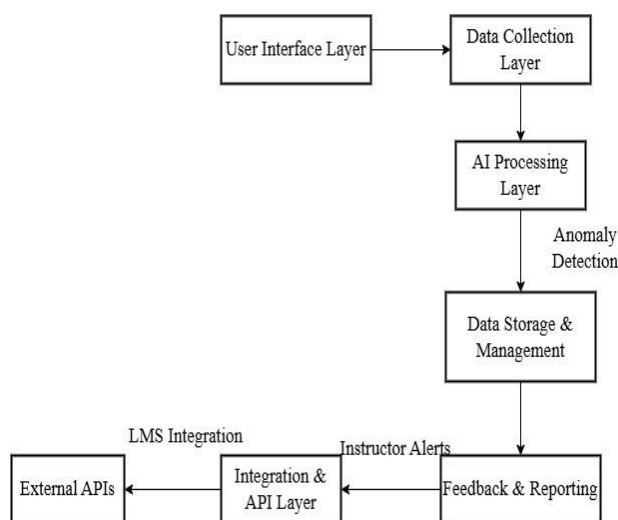 User Interface Layer
Data Collection
Layer
AI Processing
Layer
Anomaly
Detection
Data Storage &
Management
LMS Integration
Instructor Alerts
External APIs
Integration &
API Layer
Feedback & Reporting